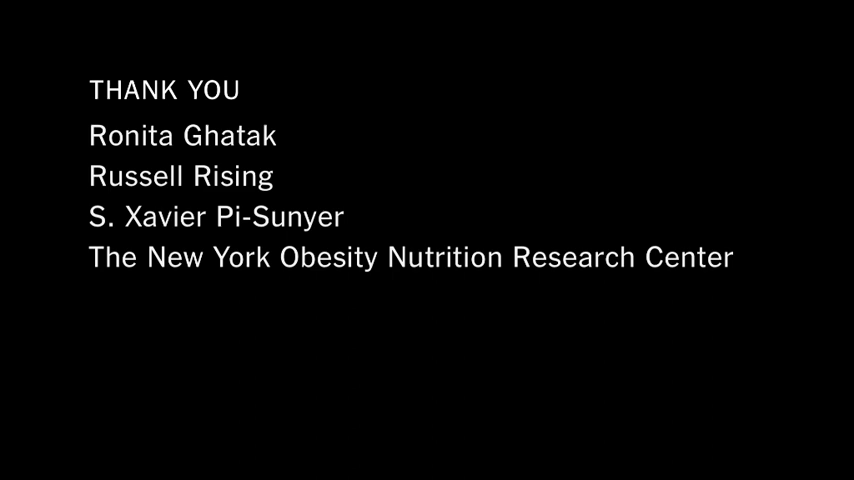 THANK YOU
Ronita Ghatak
Russell Rising
S. Xavier Pi-Sunyer
The New York Obesity Nutrition Research Center